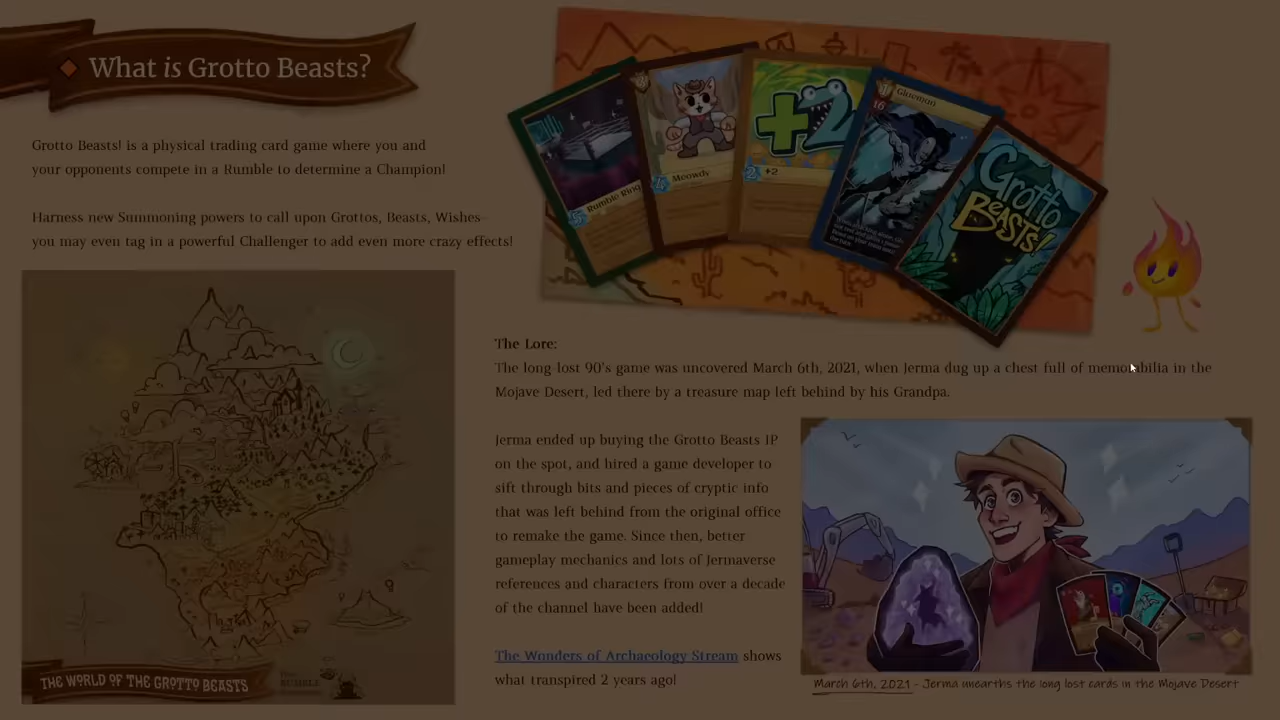 What is Grotto Beasts?
Grotto Beasts! is a physical trading card game where you and
your opponents compete in a Rumble to determine a Champion!
Harness new Summoning powers to call upon Grottos, Beasts, Wishes–
you may even tag in a powerful Challenger to add even more crazy effects!
Rumble Ring
Meowdy
1
+2
2
+2
Glueman
1
16
Grotto
Beasts!
The Lore:
The long-lost 90's game was uncovered March 6th, 2021, when Jerma dug up a chest full of memorabilia in the
Mojave Desert, led there by a treasure map left behind by his Grandpa.
Jerma ended up buying the Grotto Beasts IP
on the spot, and hired a game developer to
sift through bits and pieces of cryptic info
that was left behind from the original office
to remake the game. Since then, better
gameplay mechanics and lots of Jermaverse
references and characters from over a decade
of the channel have been added!
The Wonders of Archaeology Stream shows
what transpired 2 years ago!
THE WORLD OF THE GROTTO BEASTS
RUMBLE
March 6th, 2021 - Jerma unearths the long lost cards in the Mojave Desert